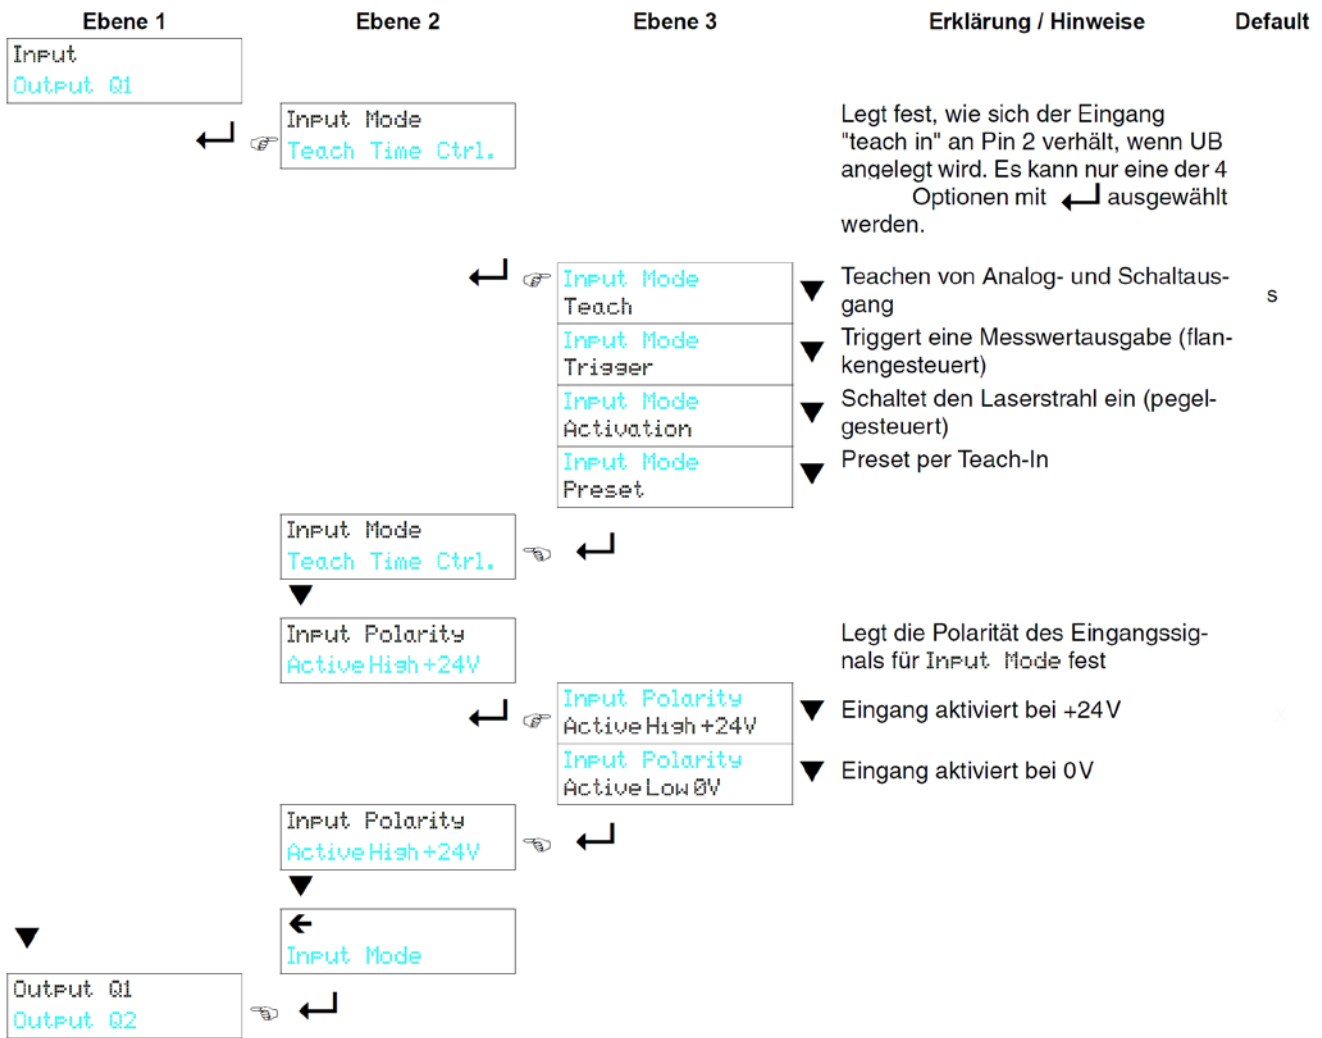 Ebene 1 Ebene 2 Ebene 3 Erklärung / Hinweise Default
Input
Output Q1
Input Mode
Teach Time Ctrl.
Legt fest, wie sich der Eingang
"teach in" an Pin 2 verhält, wenn UB
angelegt wird. Es kann nur eine der 4
Optionen mit ausgewählt
werden.
Input Mode
Teach
Teachen von Analog- und Schaltaus-
gang
s
Input Mode
Trigger
Triggert eine Messwertausgabe (flan-
kengesteuert)
Input Mode
Activation
Schaltet den Laserstrahl ein (pegel-
gesteuert)
Input Mode
Preset
Preset per Teach-In
Input Mode
Teach Time Ctrl.
Input Polarity
Active High +24V
Legt die Polarität des Eingangssig-
nals für Input Mode fest
Input Polarity
Active High +24V
Eingang aktiviert bei +24V
x
Input Polarity
Active Low 0V
Eingang aktiviert bei 0V
Input Polarity
Active High +24V
Input Mode
Output Q1
Output Q2